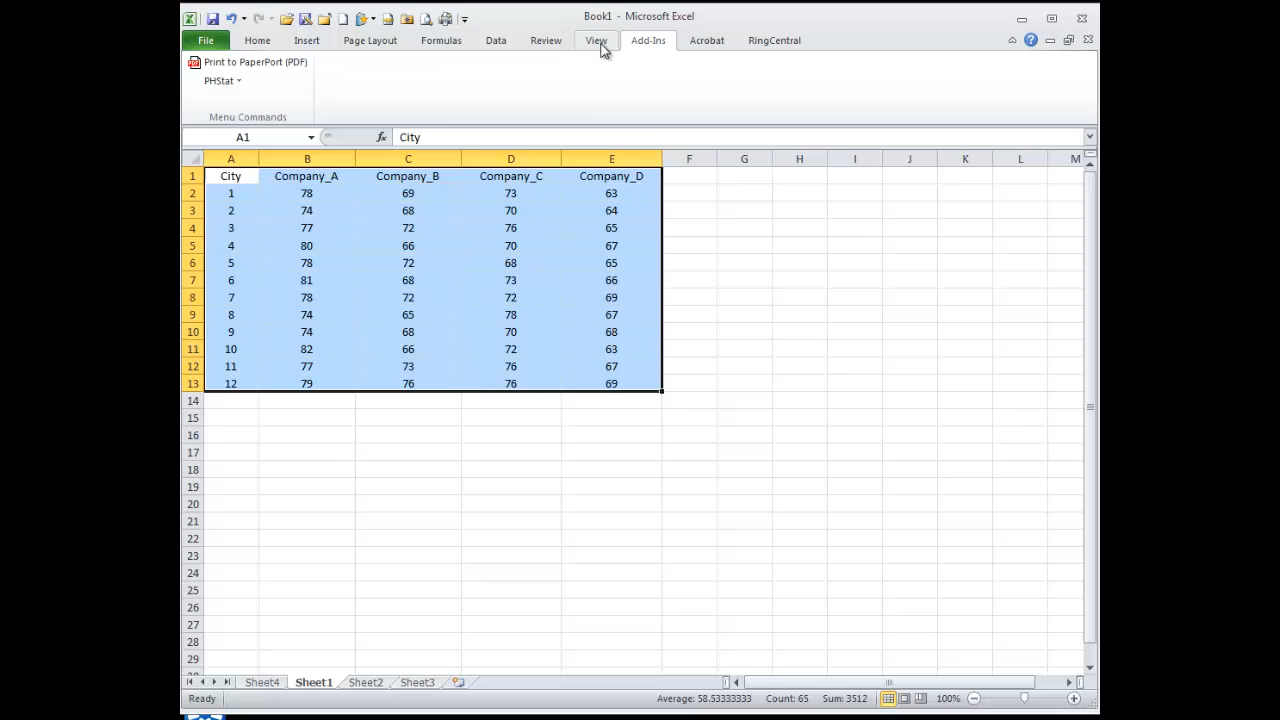 Book1 - Microsoft Excel
File Home Insert Page Layout Formulas Data Review View Add-Ins Acrobat RingCentral
Print to PaperPort (PDF)
PHStat
Menu Commands
A1 fx City
A B C D E F G H I J K L M
1 City Company_A Company_B Company_C Company_D
2 1 78 69 73 63
3 2 74 68 70 64
4 3 77 72 76 65
5 4 80 66 70 67
6 5 78 72 68 65
7 6 81 68 73 66
8 7 78 72 72 69
9 8 74 65 78 67
10 9 74 68 70 68
11 10 82 66 72 63
12 11 77 73 76 67
13 12 79 76 76 69
14
15
16
17
18
19
20
21
22
23
24
25
26
27
28
29
Sheet4 Sheet1 Sheet2 Sheet3
Ready Average: 58.53333333 Count: 65 Sum: 3512 100%